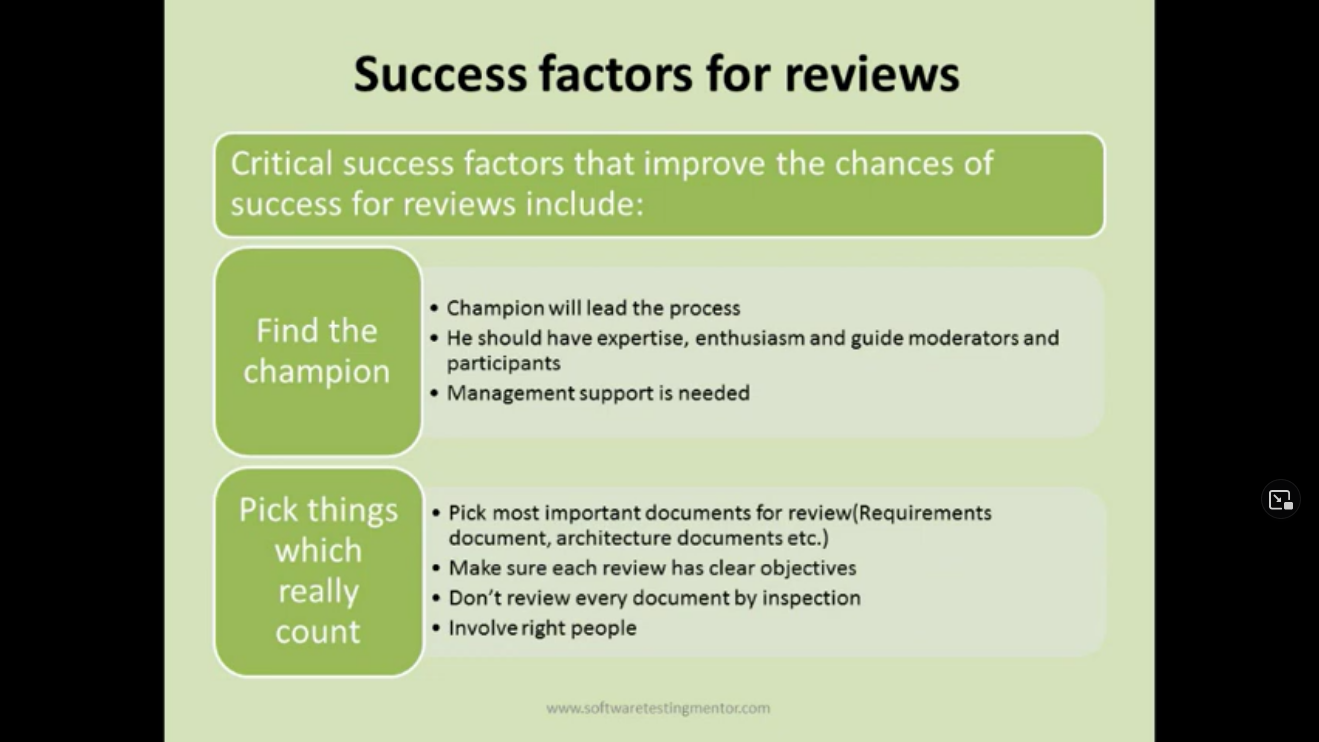 Success factors for reviews
Critical success factors that improve the chances of
success for reviews include:
Find the
champion
• Champion will lead the process
• He should have expertise, enthusiasm and guide moderators and
participants
• Management support is needed
Pick things
which
really
count
• Pick most important documents for review(Requirements
document, architecture documents etc.)
• Make sure each review has clear objectives
• Don’t review every document by inspection
• Involve right people
www.softwaretestingmentor.com